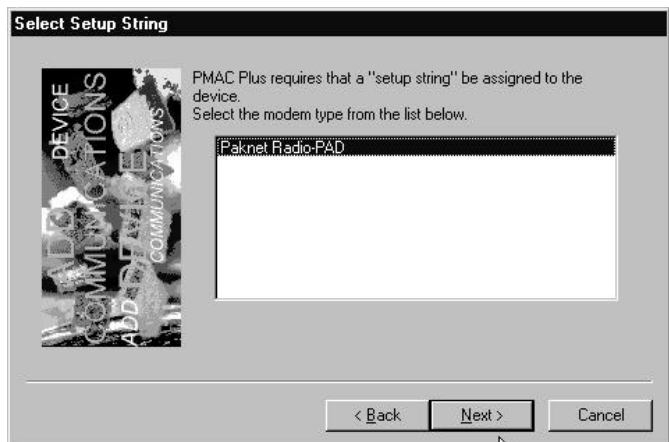 Select Setup String
PMAC Plus requires that a "setup string" be assigned to the
device.
Select the modem type from the list below.
Paknet Radio-PAD
DEVICE
COMMUNICATIONS
ADD DEVICE
COMMUNICATIONS
< Back
Next >
Cancel